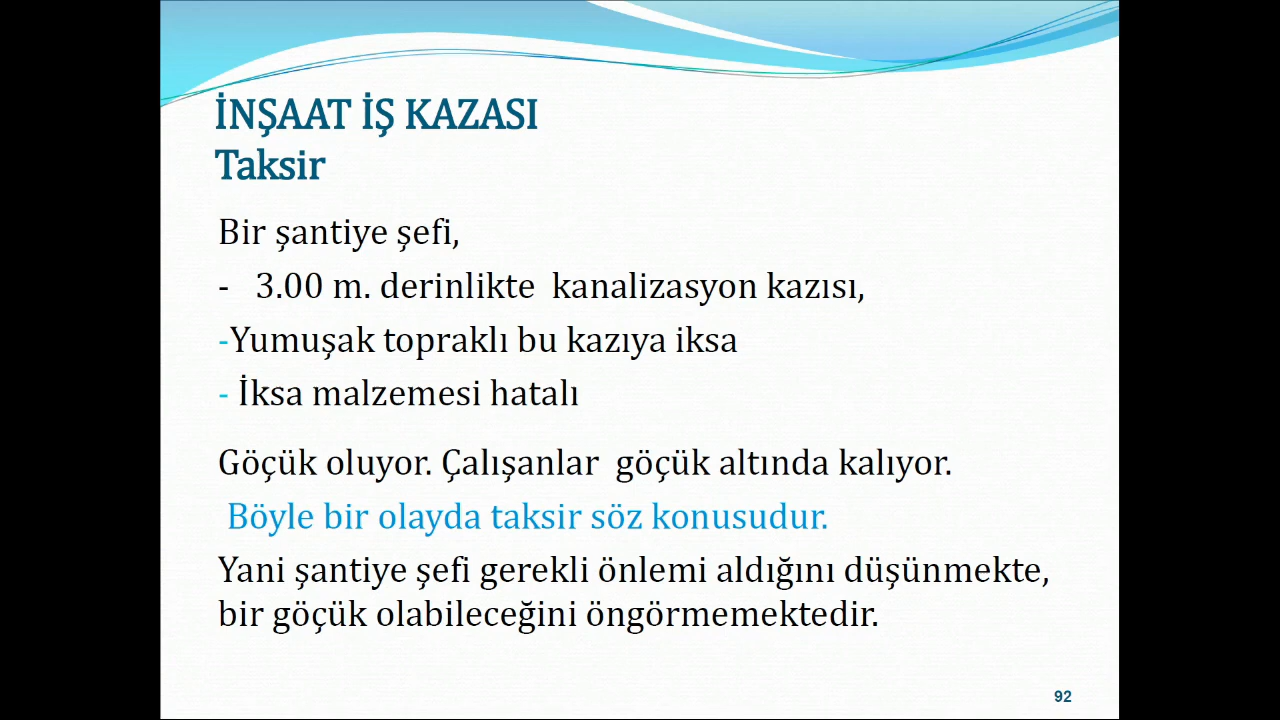 İNŞAAT İŞ KAZASI
Taksir
Bir şantiye şefi,
- 3.00 m. derinlikte kanalizasyon kazısı,
-Yumuşak topraklı bu kazıya iksa
- İksa malzemesi hatalı
Göçük oluyor. Çalışanlar göçük altında kalıyor.
Böyle bir olayda taksir söz konusudur.
Yani şantiye şefi gerekli önlemi aldığını düşünmekte,
bir göçük olabileceğini öngörmemektedir.
92